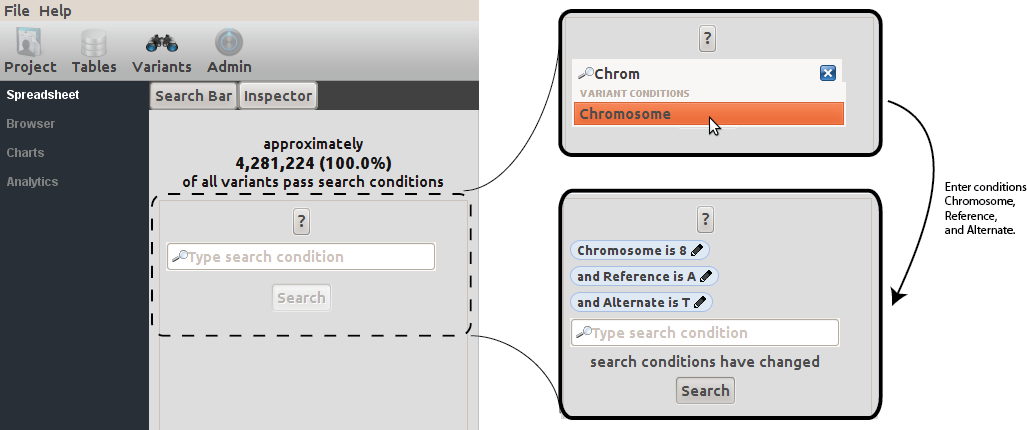 File Help
Project Tables Variants Admin
Spreadsheet
Browser
Charts
Analytics
Search Bar Inspector
approximately
4,281,224 (100.0%)
of all variants pass search conditions
?
Type search condition
Search
?
Chrom
VARIANT CONDITIONS
Chromosome
Enter conditions
Chromosome,
Reference,
and Alternate.
?
Chromosome is 8
and Reference is A
and Alternate is T
Type search condition
search conditions have changed
Search